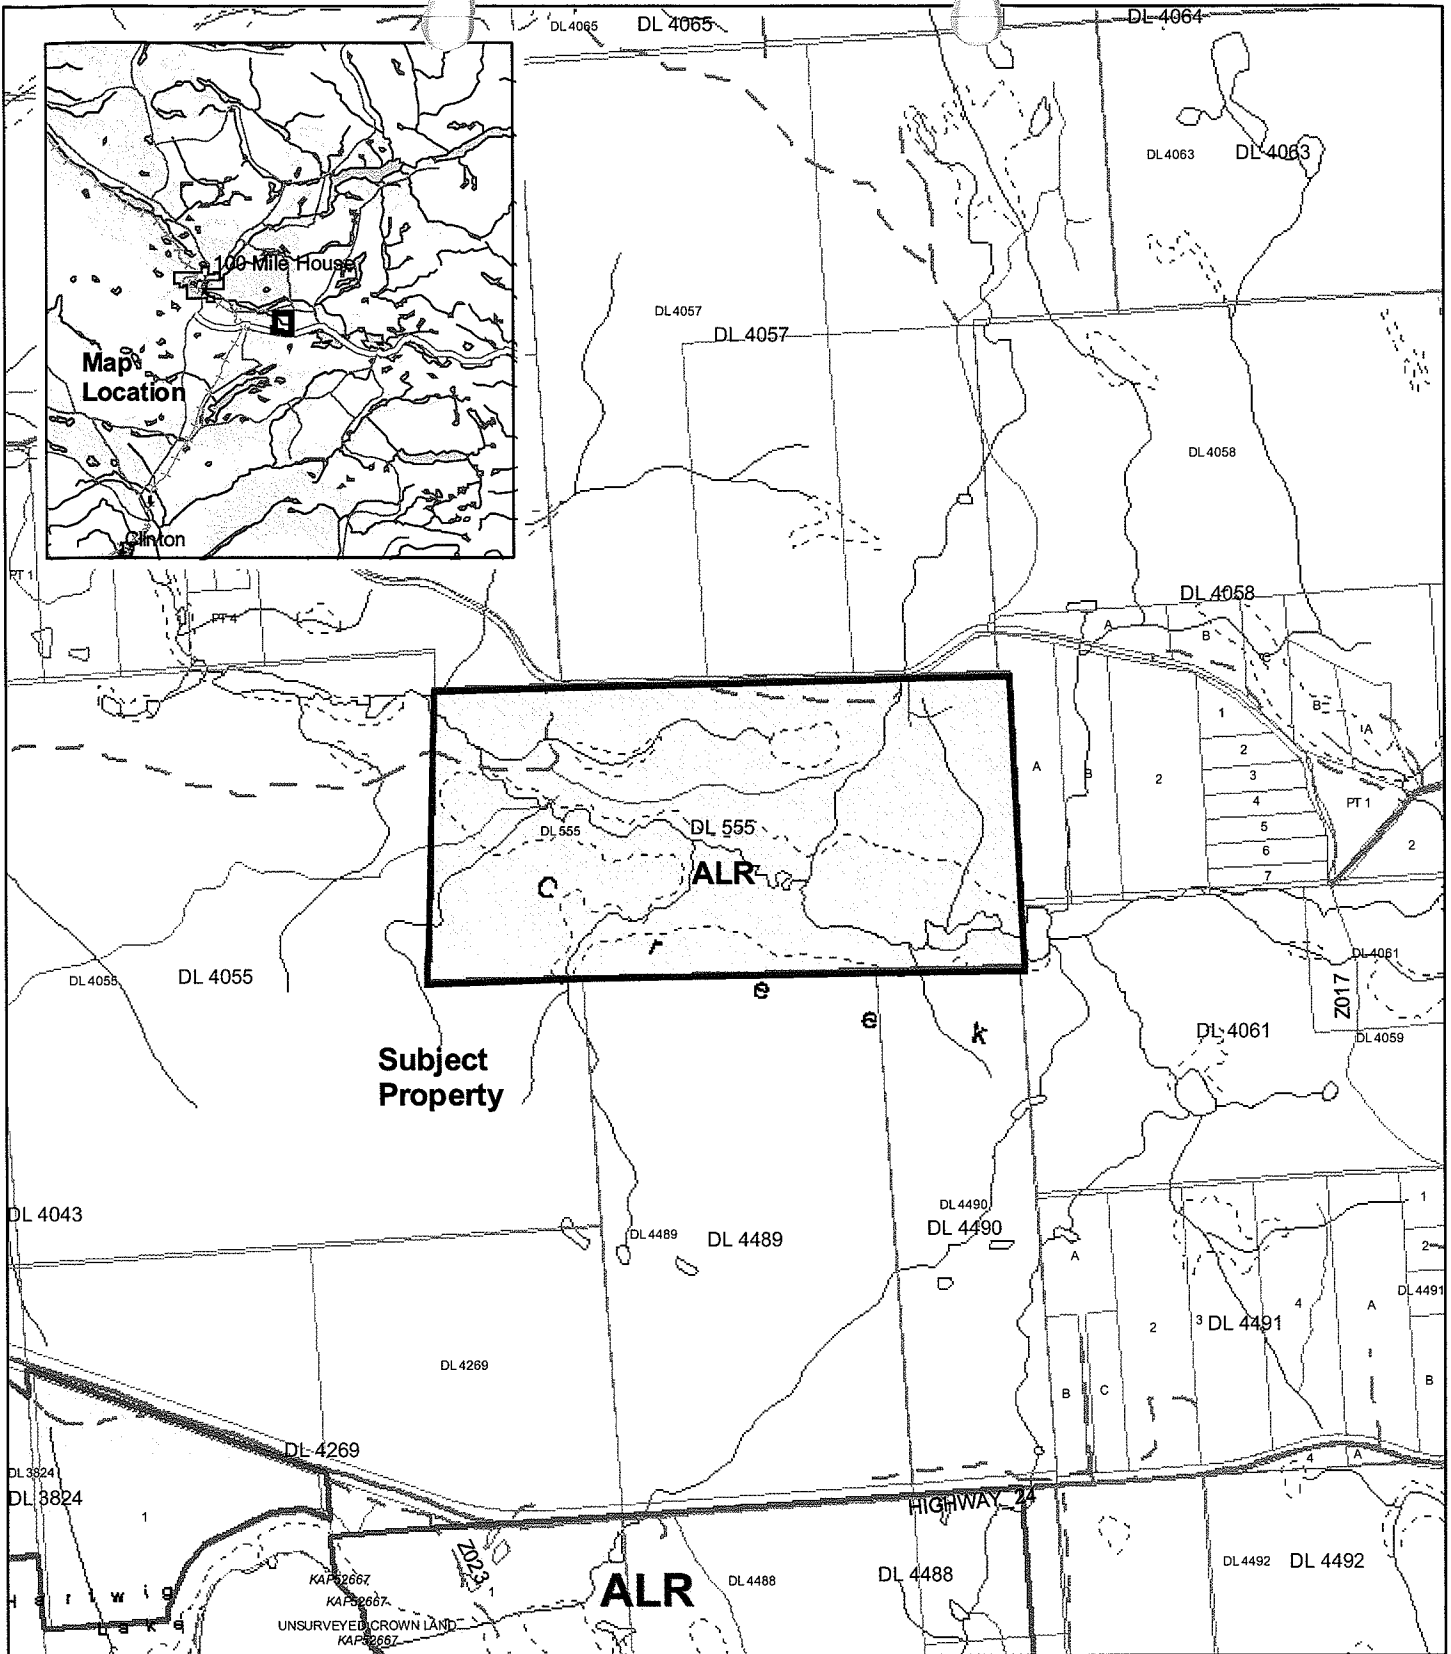 DL 4065
DL 4065
DL 4064
DL 4063
DL 4063
100 Mile House
DL 4057
DL 4057
Map
Location
DL 4058
Clinton
PT 1
DL 4058
PT 4
A
B
C
B
1
1A
A
B
2
2
3
4
5
6
7
PT 1
2
DL 555
DL 555
ALR
C
r
e
e
k
DL 4055
DL 4055
DL 4061
Z017
DL 4061
DL 4059
Subject
Property
DL 4043
DL 4489
DL 4489
DL 4490
DL 4490
A
1
2
DL 4491
4
A
2
3
DL 4491
B
C
B
DL 4269
DL 4269
4
A
DL 3824
DL 3824
1
HIGHWAY 24
Z023
1
KAP52667
KAP52667
ALR
DL 4488
DL 4488
DL 4492
DL 4492
UNSURVEYED CROWN LAND
KAP52667
L a k e